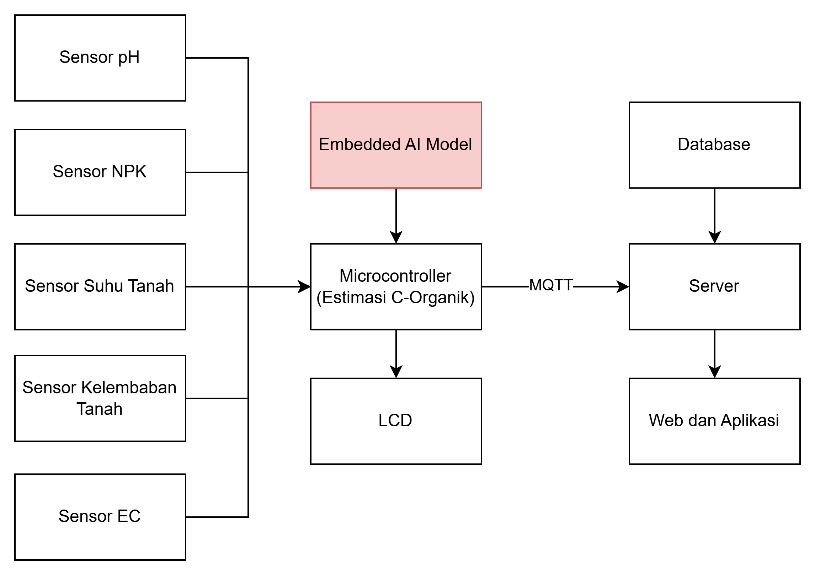 Sensor pH
Sensor NPK
Sensor Suhu Tanah
Sensor Kelembaban
Tanah
Sensor EC
Embedded AI Model
Microcontroller
(Estimasi C-Organik)
LCD
MQTT
Database
Server
Web dan Aplikasi